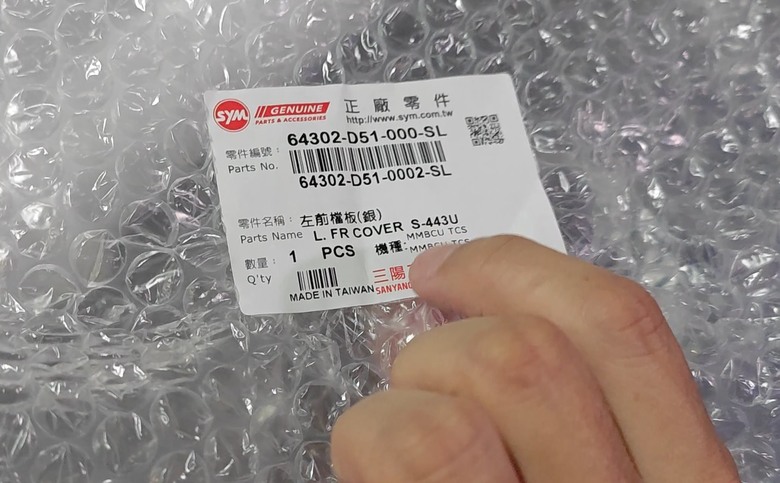 SYM GENUINE 正廠零件
PARTS & ACCESSORIES http://www.sym.com.tw
64302-D51-000-SL
零件編號:
Parts No.
64302-D51-0002-SL
零件名稱: 左前檔板(銀)
Parts Name L. FR COVER S-443U
數量: 1 PCS 機種: MMBCU TCS
Q'ty MMBCU TCS
MADE IN TAIWAN 三陽
SANYANG